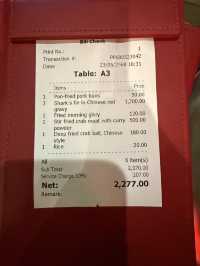 Bill Check
Print No.: 1
Transaction #:
Date: 23/05/2568 18:35
Table: A3
Items Price
1 Pan-fried pork buns 90.00
3 Shark's fin in Chinese red 1,200.00
gravy
1 Fried morning glory 120.00
1 Stir fried crab meat with curry 500.00
powder
1 Deep fried crab ball, Chinese 180.00
style
1 Rice 20.00
All 8 Item(s)
Sub Total 2,070.00
Service Charge 10% 207.00
Net: 2,277.00
Remark: